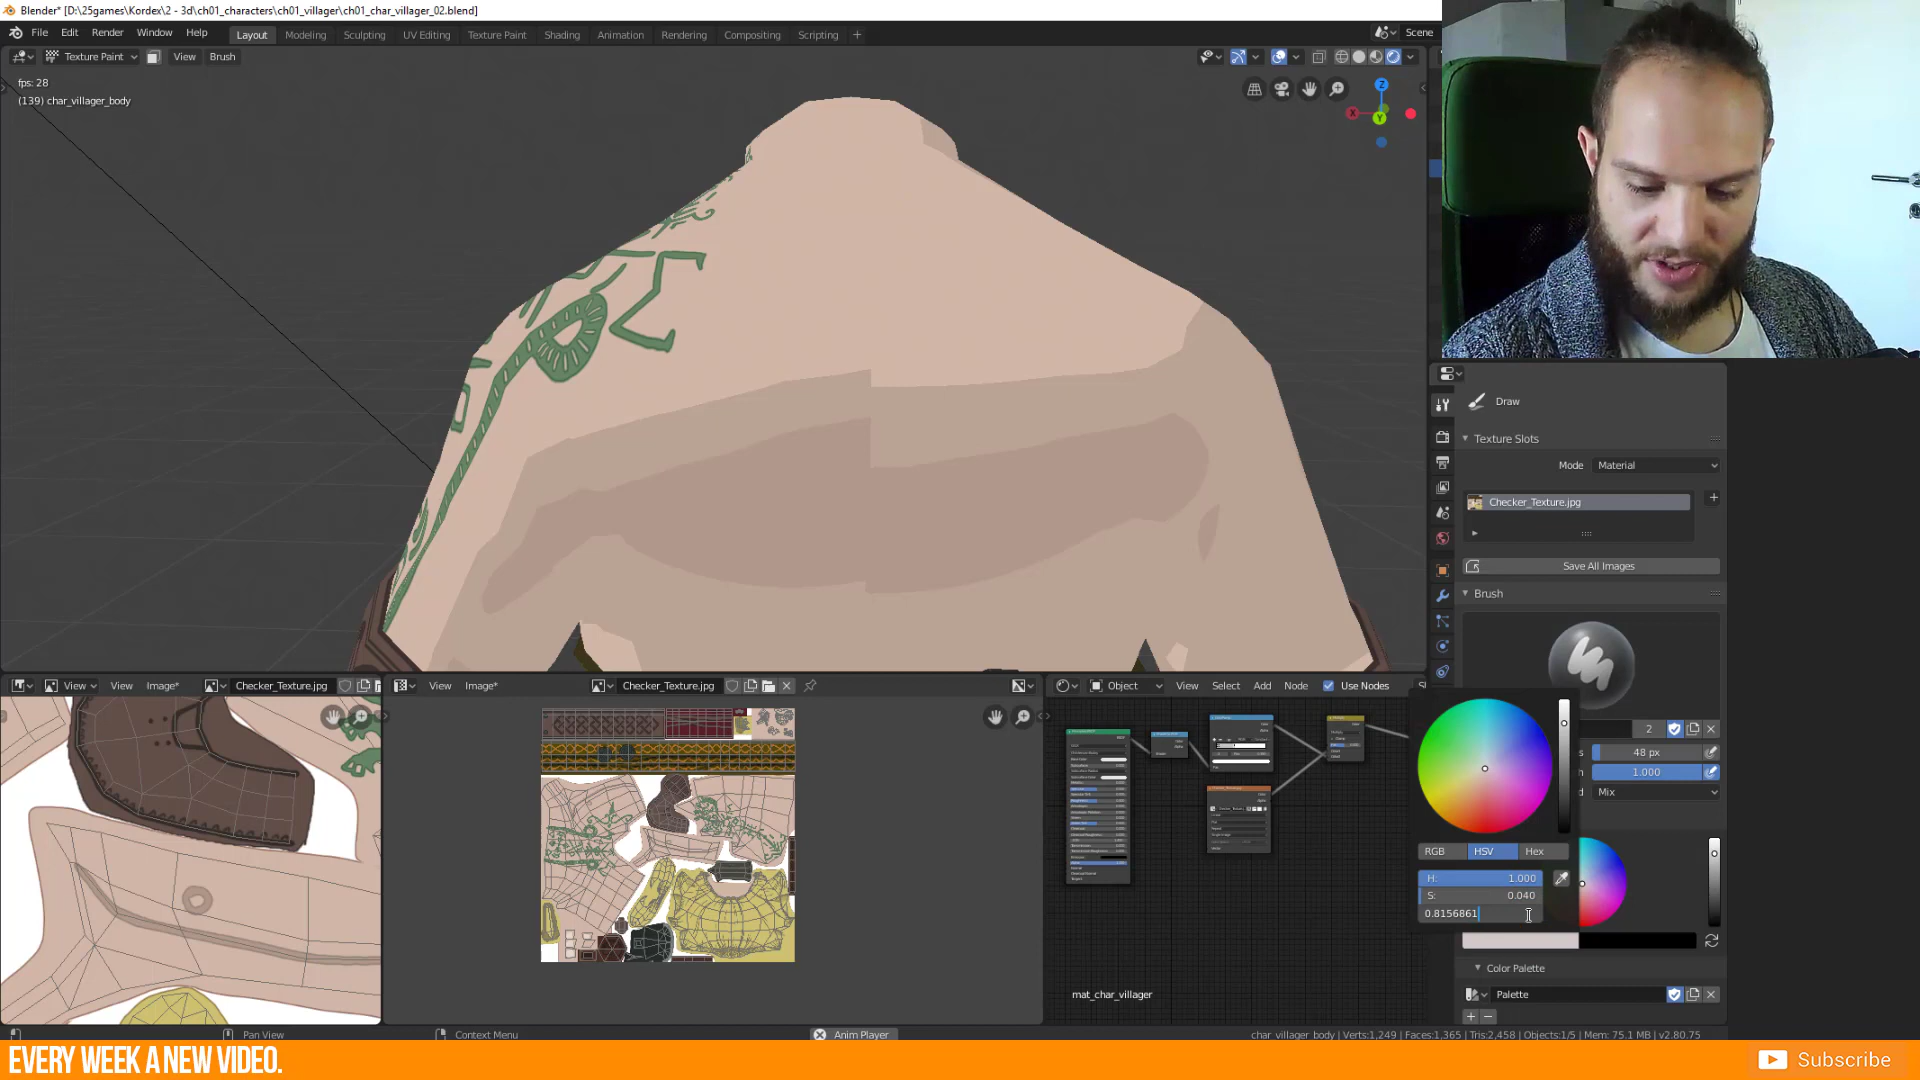 Blender* [D:\25games\Kordex\2 - 3d\ch01_characters\ch01_villager\ch01_char_villager_02.blend]
File Edit Render Window Help Layout Modeling Sculpting UV Editing Texture Paint Shading Animation Rendering Compositing Scripting + Scene
Texture Paint View Brush
fps: 28
(139) char_villager_body
Z
X
Y
Draw
Texture Slots
Mode Material
Checker_Texture.jpg
Save All Images
Brush
View View Image* Checker_Texture.jpg
View Image* Checker_Texture.jpg
Object View Select Add Node Use Nodes
2
48 px
1.000
Mix
RGB HSV Hex
H: 1.000
S: 0.040
0.8156861
Color Palette
Palette
mat_char_villager
Pan View Context Menu Anim Player char_villager_body | Verts:1,249 | Faces:1,365 | Tris:2,458 | Objects:1/5 | Mem: 75.1 MB | v2.80.75
EVERY WEEK A NEW VIDEO.
Subscribe